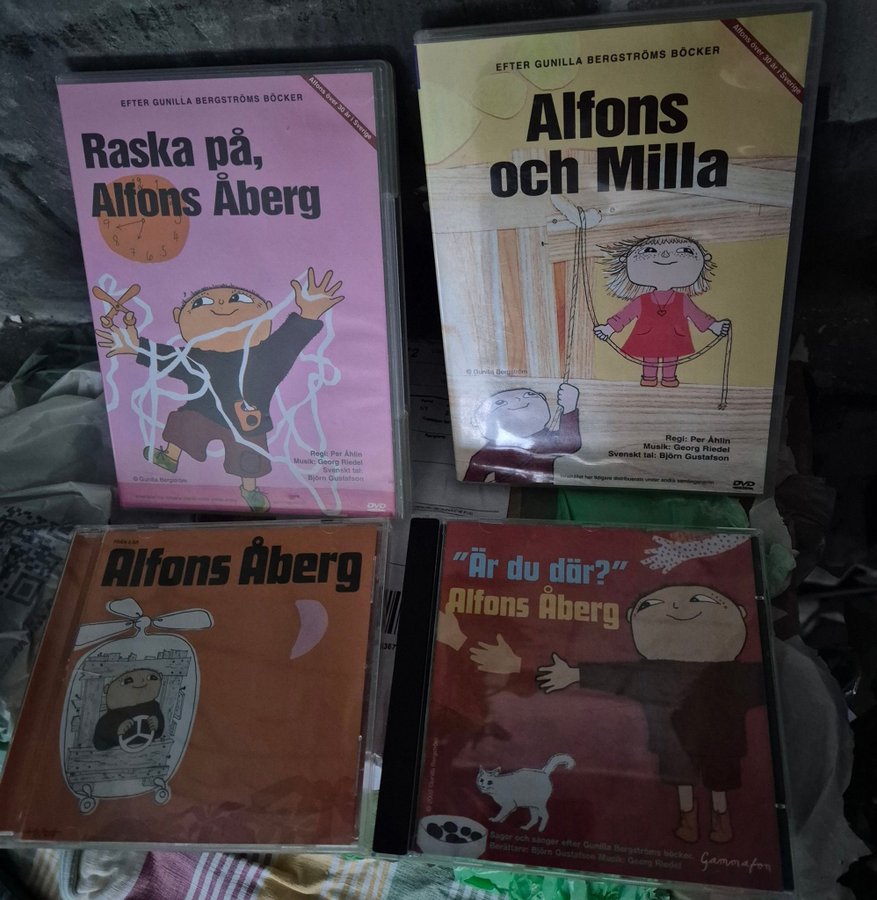 EFTER GUNILLA BERGSTRÖMS BÖCKER
Alfons över 30 år i Sverige
Raska på,
Alfons Åberg
Regi: Per Åhlin
Musik: Georg Riedel
Svenskt tal:
Björn Gustafson
© Gunilla Bergström
DVD
EFTER GUNILLA BERGSTRÖMS BÖCKER
Alfons över 30 år i Sverige
Alfons
och Milla
© Gunilla Bergström
Regi: Per Åhlin
Musik: Georg Riedel
Svenskt tal: Björn Gustafson
DVD
Alfons Åberg
"Är du där?"
Alfons Åberg
Sagor och sånger efter Gunilla Bergströms böcker.
Berättare: Björn Gustafson Musik: Georg Riedel
Gammafon